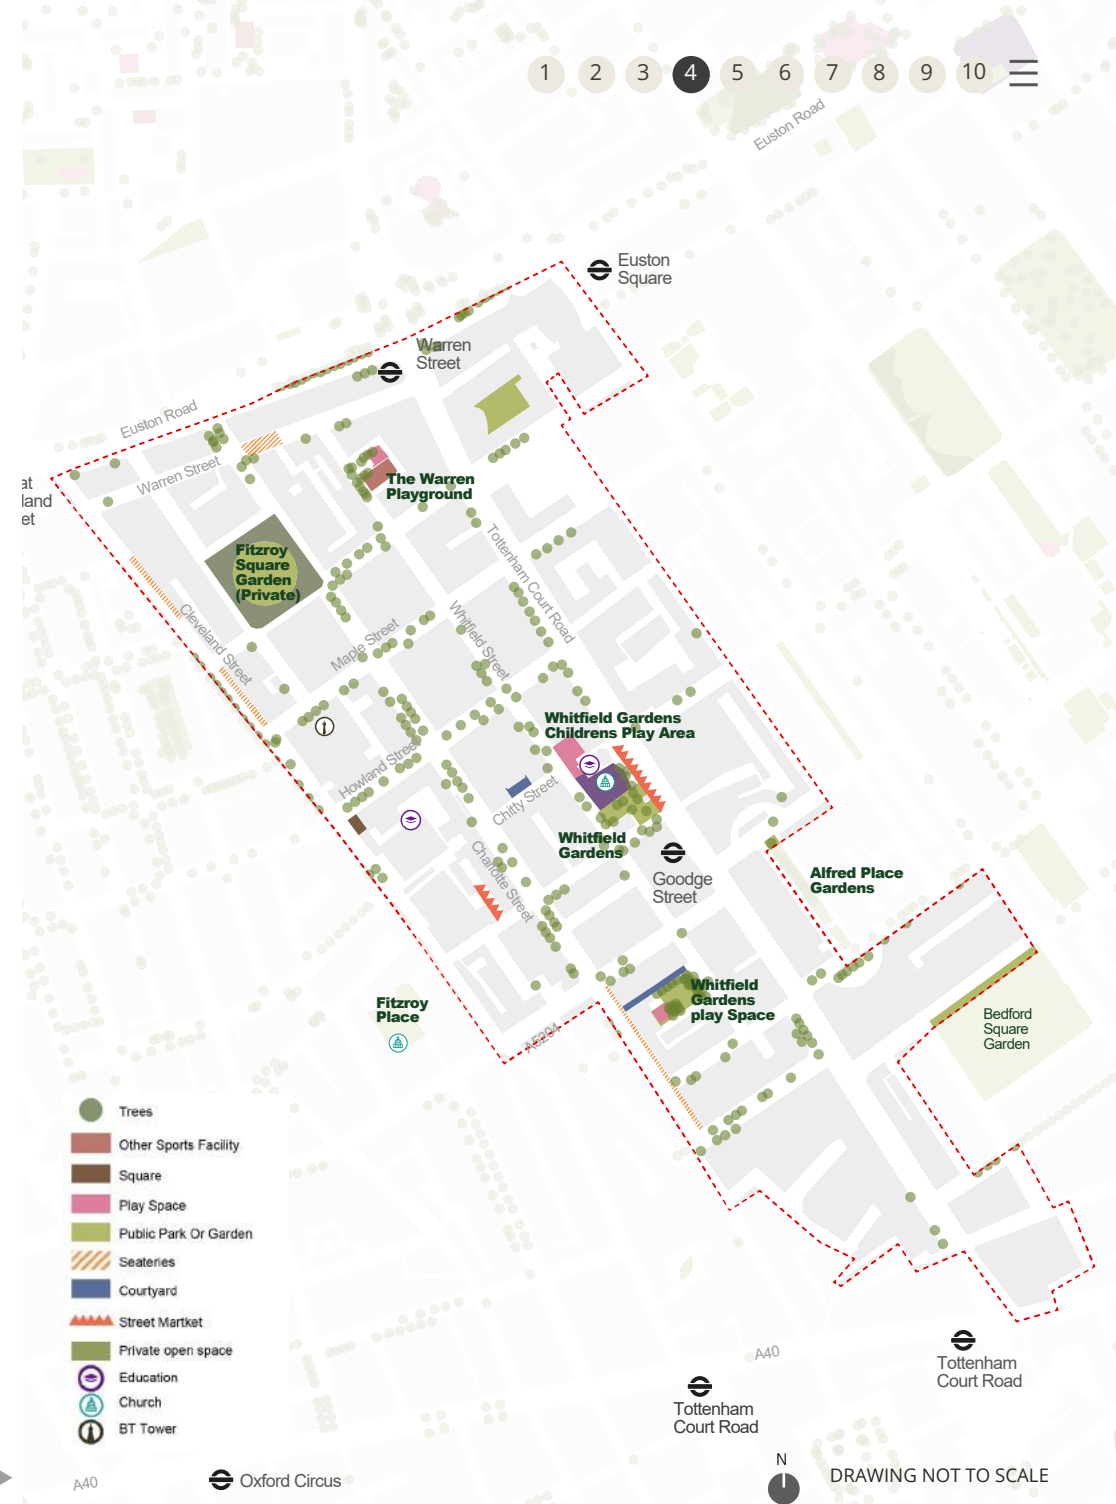 1 2 3 4 5 6 7 8 9 10
Euston Road
Euston
Square
Warren
Street
Euston Road
Warren Street
at
land
et
The Warren
Playground
Fitzroy
Square
Garden
(Private)
Tottenham Court Road
Cleveland Street
Whitfield Street
Maple Street
Whitfield Gardens
Childrens Play Area
Howland Street
Chitty Street
Whitfield
Gardens
Charlotte Street
Goodge
Street
Alfred Place
Gardens
Whitfield
Gardens
play Space
Fitzroy
Place
A5204
Bedford
Square
Garden
Trees
Other Sports Facility
Square
Play Space
Public Park Or Garden
Seateries
Courtyard
Street Martket
Private open space
Education
Church
BT Tower
A40
Tottenham
Court Road
Tottenham
Court Road
A40
Oxford Circus
N
DRAWING NOT TO SCALE